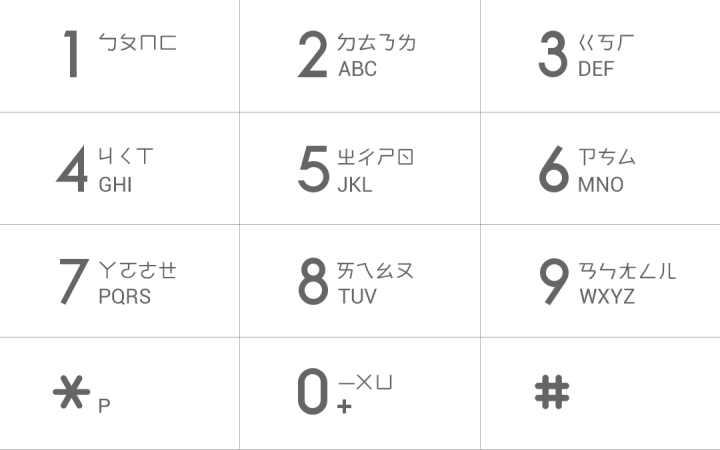 1 ㄅㄆㄇㄈ
2 ㄉㄊㄋㄌ
ABC
3 ㄍㄎㄏ
DEF
4 ㄐㄑㄒ
GHI
5 ㄓㄔㄕㄖ
JKL
6 ㄗㄘㄙ
MNO
7 ㄚㄛㄜㄝ
PQRS
8 ㄞㄟㄠㄡ
TUV
9 ㄢㄣㄤㄥㄦ
WXYZ
* P
0 ㄧㄨㄩ
+
#